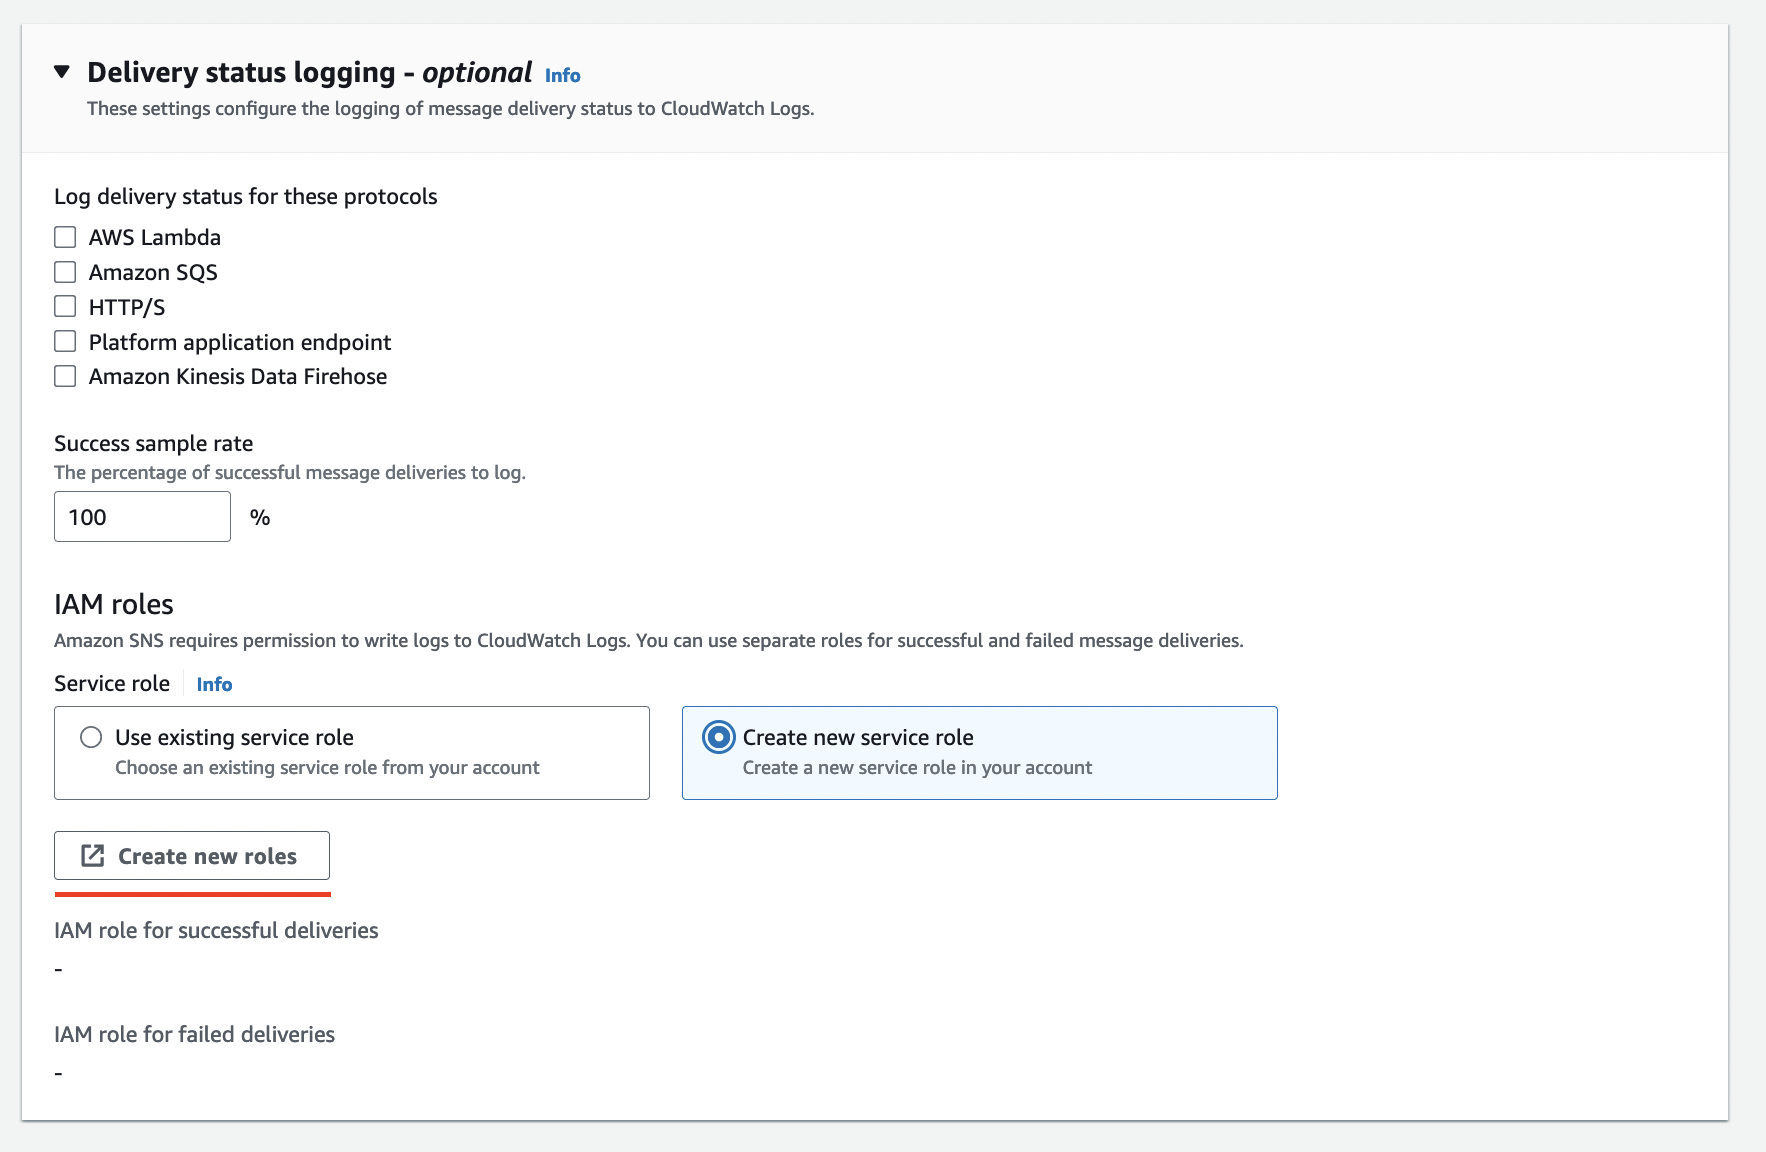 Delivery status logging - optional Info
These settings configure the logging of message delivery status to CloudWatch Logs.
Log delivery status for these protocols
AWS Lambda
Amazon SQS
HTTP/S
Platform application endpoint
Amazon Kinesis Data Firehose
Success sample rate
The percentage of successful message deliveries to log.
100 %
IAM roles
Amazon SNS requires permission to write logs to CloudWatch Logs. You can use separate roles for successful and failed message deliveries.
Service role Info
Use existing service role
Choose an existing service role from your account
Create new service role
Create a new service role in your account
Create new roles
IAM role for successful deliveries
-
IAM role for failed deliveries
-